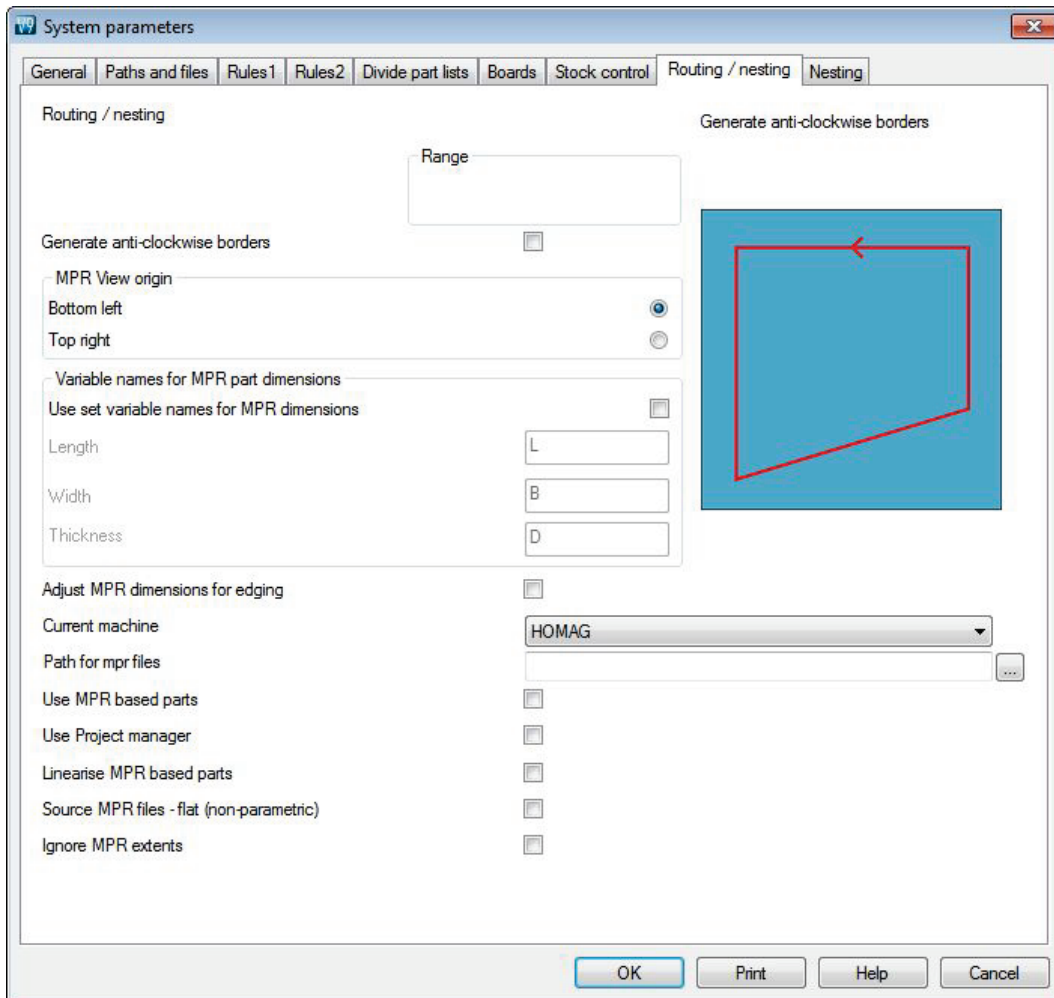 System parameters
General Paths and files Rules1 Rules2 Divide part lists Boards Stock control Routing / nesting Nesting
Routing / nesting
Generate anti-clockwise borders
Range
Generate anti-clockwise borders
MPR View origin
Bottom left
Top right
Variable names for MPR part dimensions
Use set variable names for MPR dimensions
Length L
Width B
Thickness D
Adjust MPR dimensions for edging
Current machine HOMAG
Path for mpr files ...
Use MPR based parts
Use Project manager
Linearise MPR based parts
Source MPR files - flat (non-parametric)
Ignore MPR extents
OK Print Help Cancel